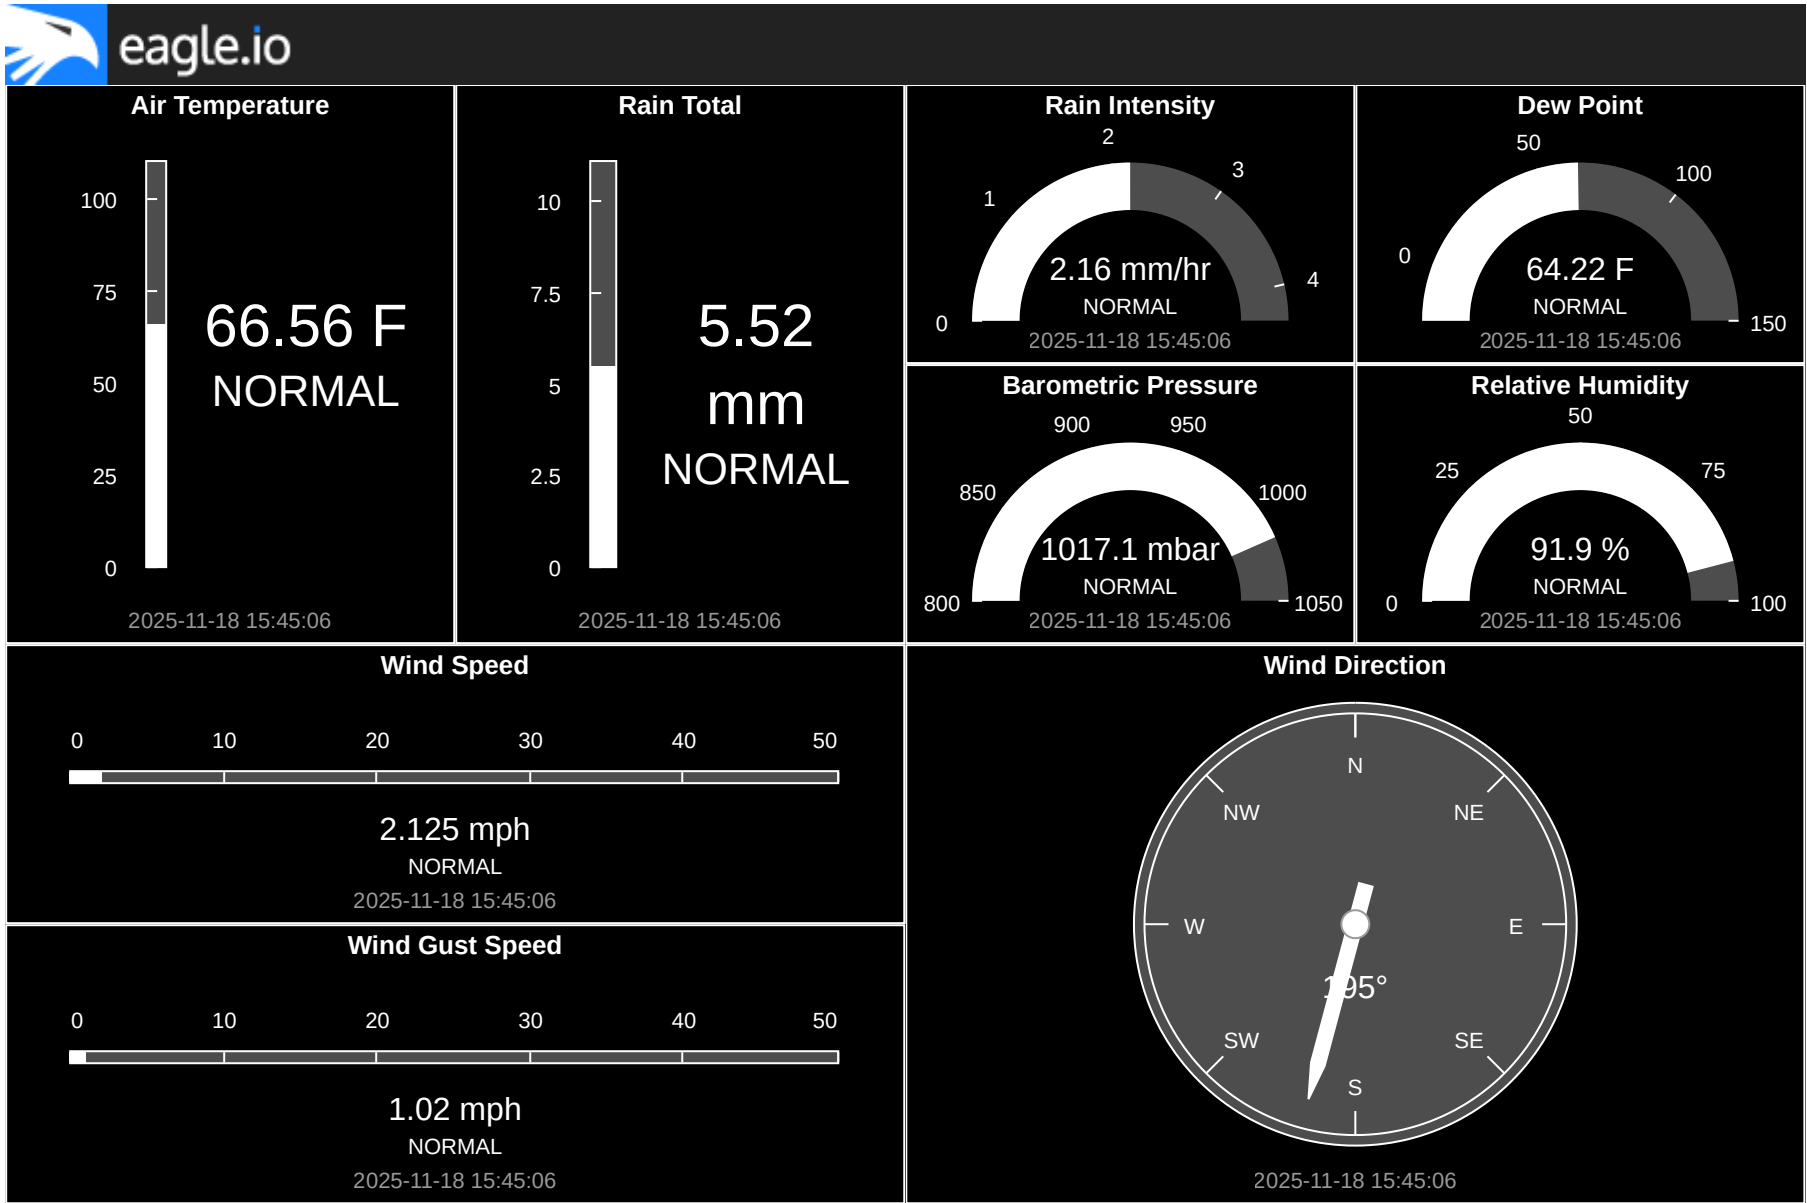 eagle.io
Air Temperature
100
75
50
25
0
66.56 F
NORMAL
2025-11-18 15:45:06
Rain Total
10
7.5
5
2.5
0
5.52
mm
NORMAL
2025-11-18 15:45:06
Rain Intensity
0
1
2
3
4
2.16 mm/hr
NORMAL
2025-11-18 15:45:06
Dew Point
0
50
100
150
64.22 F
NORMAL
2025-11-18 15:45:06
Barometric Pressure
800
850
900
950
1000
1050
1017.1 mbar
NORMAL
2025-11-18 15:45:06
Relative Humidity
0
25
50
75
100
91.9 %
NORMAL
2025-11-18 15:45:06
Wind Speed
0 10 20 30 40 50
2.125 mph
NORMAL
2025-11-18 15:45:06
Wind Gust Speed
0 10 20 30 40 50
1.02 mph
NORMAL
2025-11-18 15:45:06
Wind Direction
N
NW NE
W E
195°
SW SE
S
2025-11-18 15:45:06